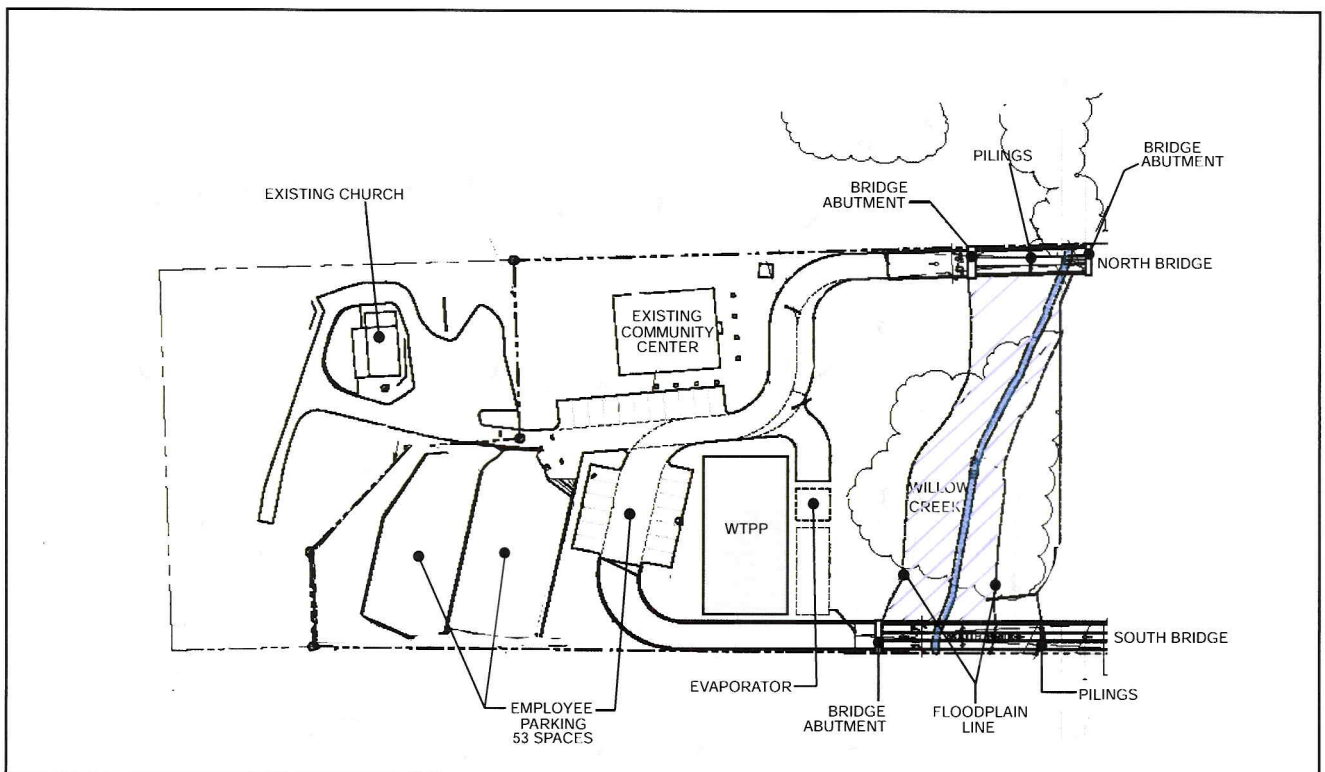 BRIDGE
ABUTMENT
PILINGS
BRIDGE
ABUTMENT
EXISTING CHURCH
NORTH BRIDGE
EXISTING
COMMUNITY
CENTER
WILLOW
CREEK
WTPP
SOUTH BRIDGE
EVAPORATOR
PILINGS
EMPLOYEE
PARKING
53 SPACES
BRIDGE
ABUTMENT
FLOODPLAIN
LINE